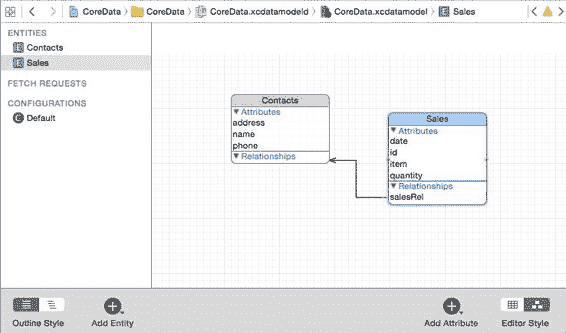 CoreData > CoreData > CoreData.xcdatamodeld > CoreData.xcdatamodel > Sales
ENTITIES
Contacts
Sales
FETCH REQUESTS
CONFIGURATIONS
C Default
Contacts
Attributes
address
name
phone
Relationships
Sales
Attributes
date
id
item
quantity
Relationships
salesRel
Outline Style
Add Entity
Add Attribute
Editor Style